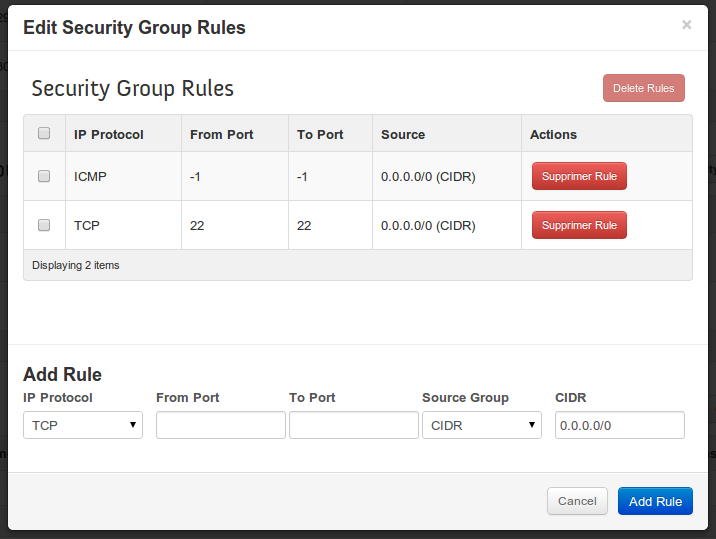 Edit Security Group Rules ×
Security Group Rules Delete Rules
IP Protocol From Port To Port Source Actions
ICMP -1 -1 0.0.0.0/0 (CIDR) Supprimer Rule
TCP 22 22 0.0.0.0/0 (CIDR) Supprimer Rule
Displaying 2 items
Add Rule
IP Protocol From Port To Port Source Group CIDR
TCP CIDR 0.0.0.0/0
Cancel Add Rule